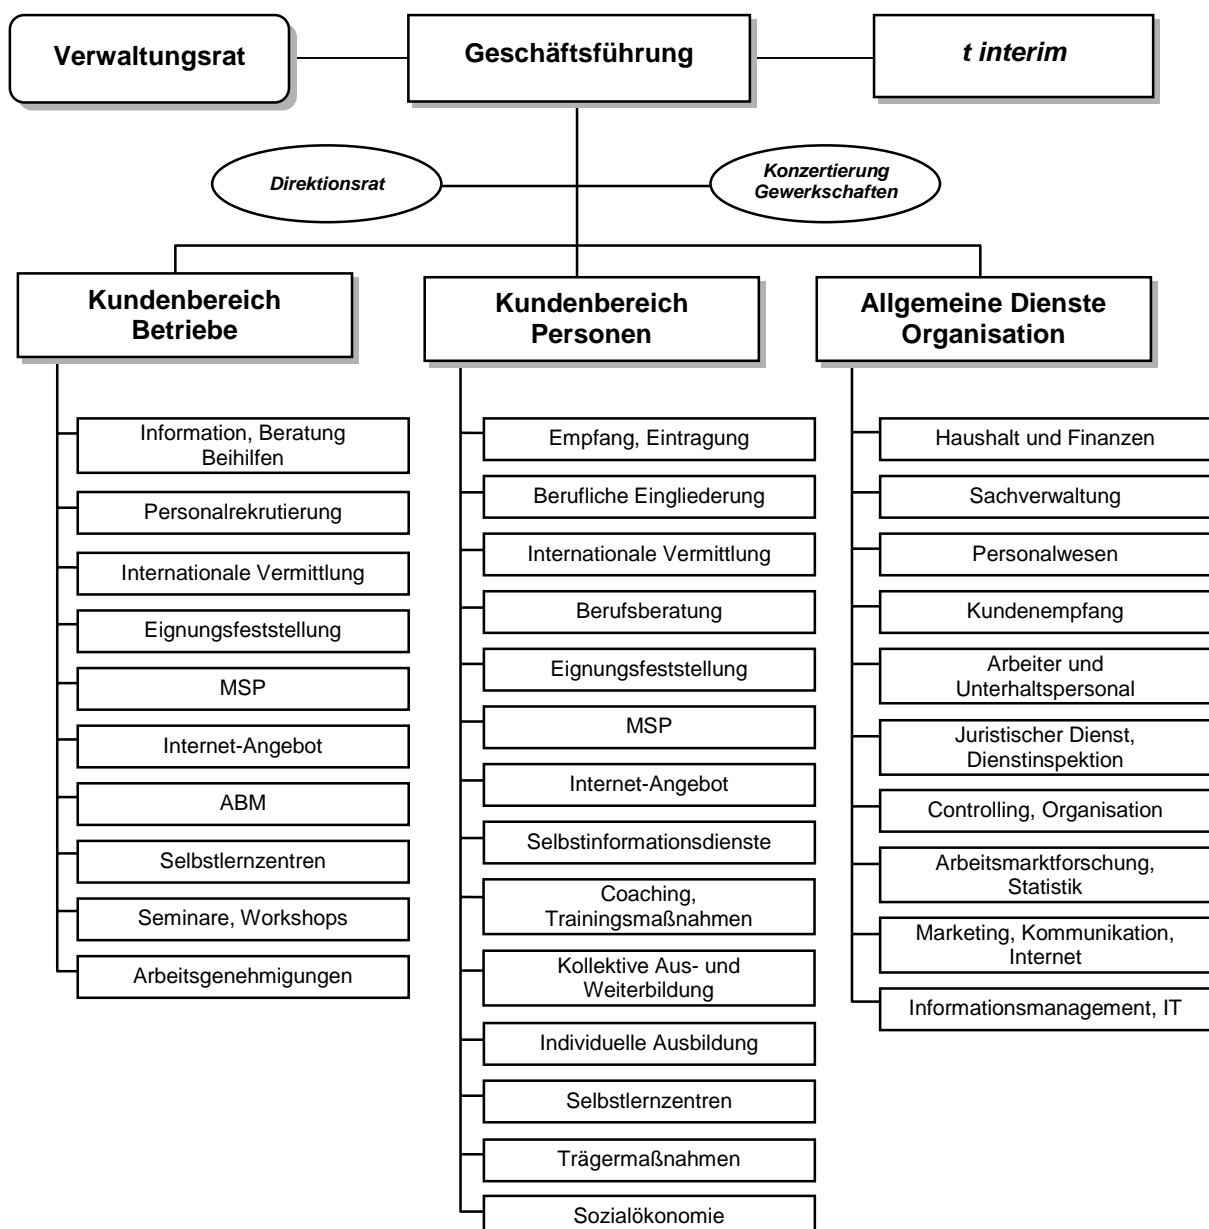 Verwaltungsrat
Geschäftsführung
t interim
Direktionsrat
Konzertierung
Gewerkschaften
Kundenbereich
Betriebe
Information, Beratung
Beihilfen
Personalrekrutierung
Internationale Vermittlung
Eignungsfeststellung
MSP
Internet-Angebot
ABM
Selbstlernzentren
Seminare, Workshops
Arbeitsgenehmigungen
Kundenbereich
Personen
Empfang, Eintragung
Berufliche Eingliederung
Internationale Vermittlung
Berufsberatung
Eignungsfeststellung
MSP
Internet-Angebot
Selbstinformationsdienste
Coaching,
Trainingsmaßnahmen
Kollektive Aus- und
Weiterbildung
Individuelle Ausbildung
Selbstlernzentren
Trägermaßnahmen
Sozialökonomie
Allgemeine Dienste
Organisation
Haushalt und Finanzen
Sachverwaltung
Personalwesen
Kundenempfang
Arbeiter und
Unterhaltspersonal
Juristischer Dienst,
Dienstinspektion
Controlling, Organisation
Arbeitsmarktforschung,
Statistik
Marketing, Kommunikation,
Internet
Informationsmanagement, IT